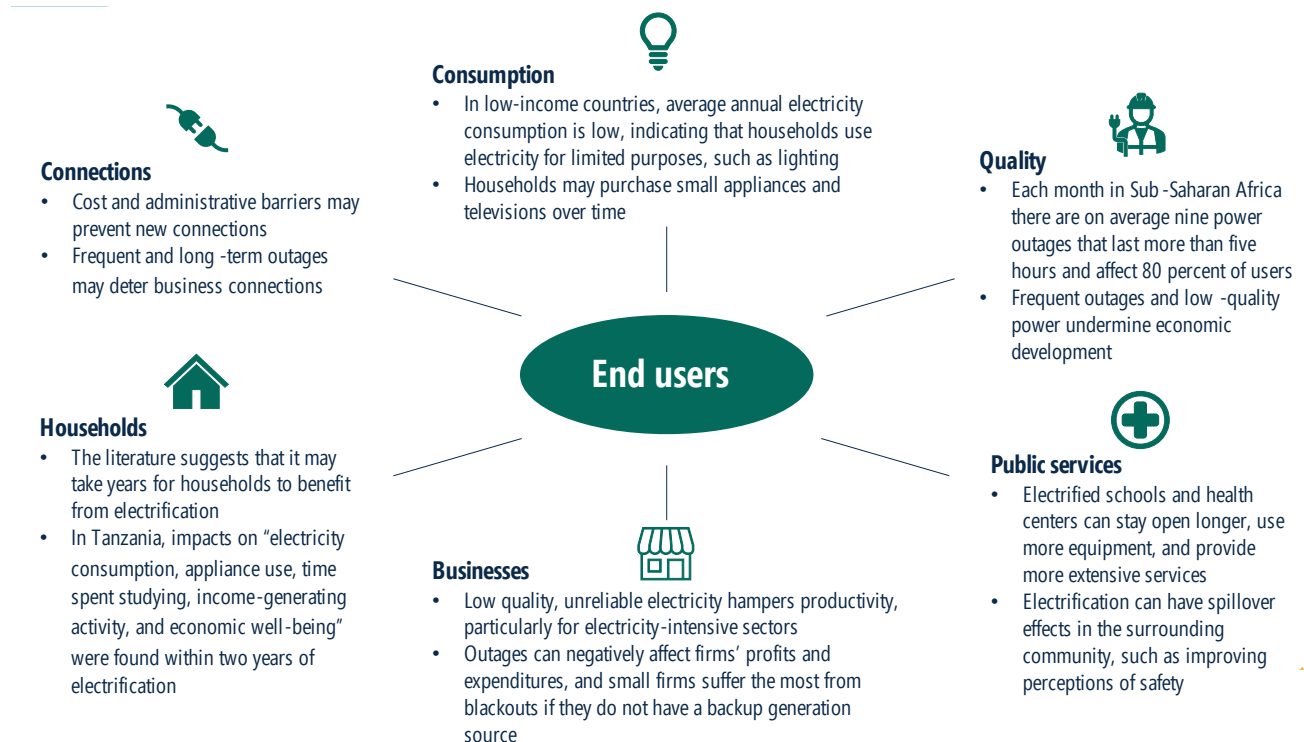 Consumption
• In low-income countries, average annual electricity
consumption is low, indicating that households use
electricity for limited purposes, such as lighting
• Households may purchase small appliances and
televisions over time
Connections
• Cost and administrative barriers may
prevent new connections
• Frequent and long -term outages
may deter business connections
Quality
• Each month in Sub -Saharan Africa
there are on average nine power
outages that last more than five
hours and affect 80 percent of users
• Frequent outages and low -quality
power undermine economic
development
End users
Households
• The literature suggests that it may
take years for households to benefit
from electrification
• In Tanzania, impacts on “electricity
consumption, appliance use, time
spent studying, income-generating
activity, and economic well-being”
were found within two years of
electrification
Businesses
• Low quality, unreliable electricity hampers productivity,
particularly for electricity-intensive sectors
• Outages can negatively affect firms’ profits and
expenditures, and small firms suffer the most from
blackouts if they do not have a backup generation
source
Public services
• Electrified schools and health
centers can stay open longer, use
more equipment, and provide
more extensive services
• Electrification can have spillover
effects in the surrounding
community, such as improving
perceptions of safety